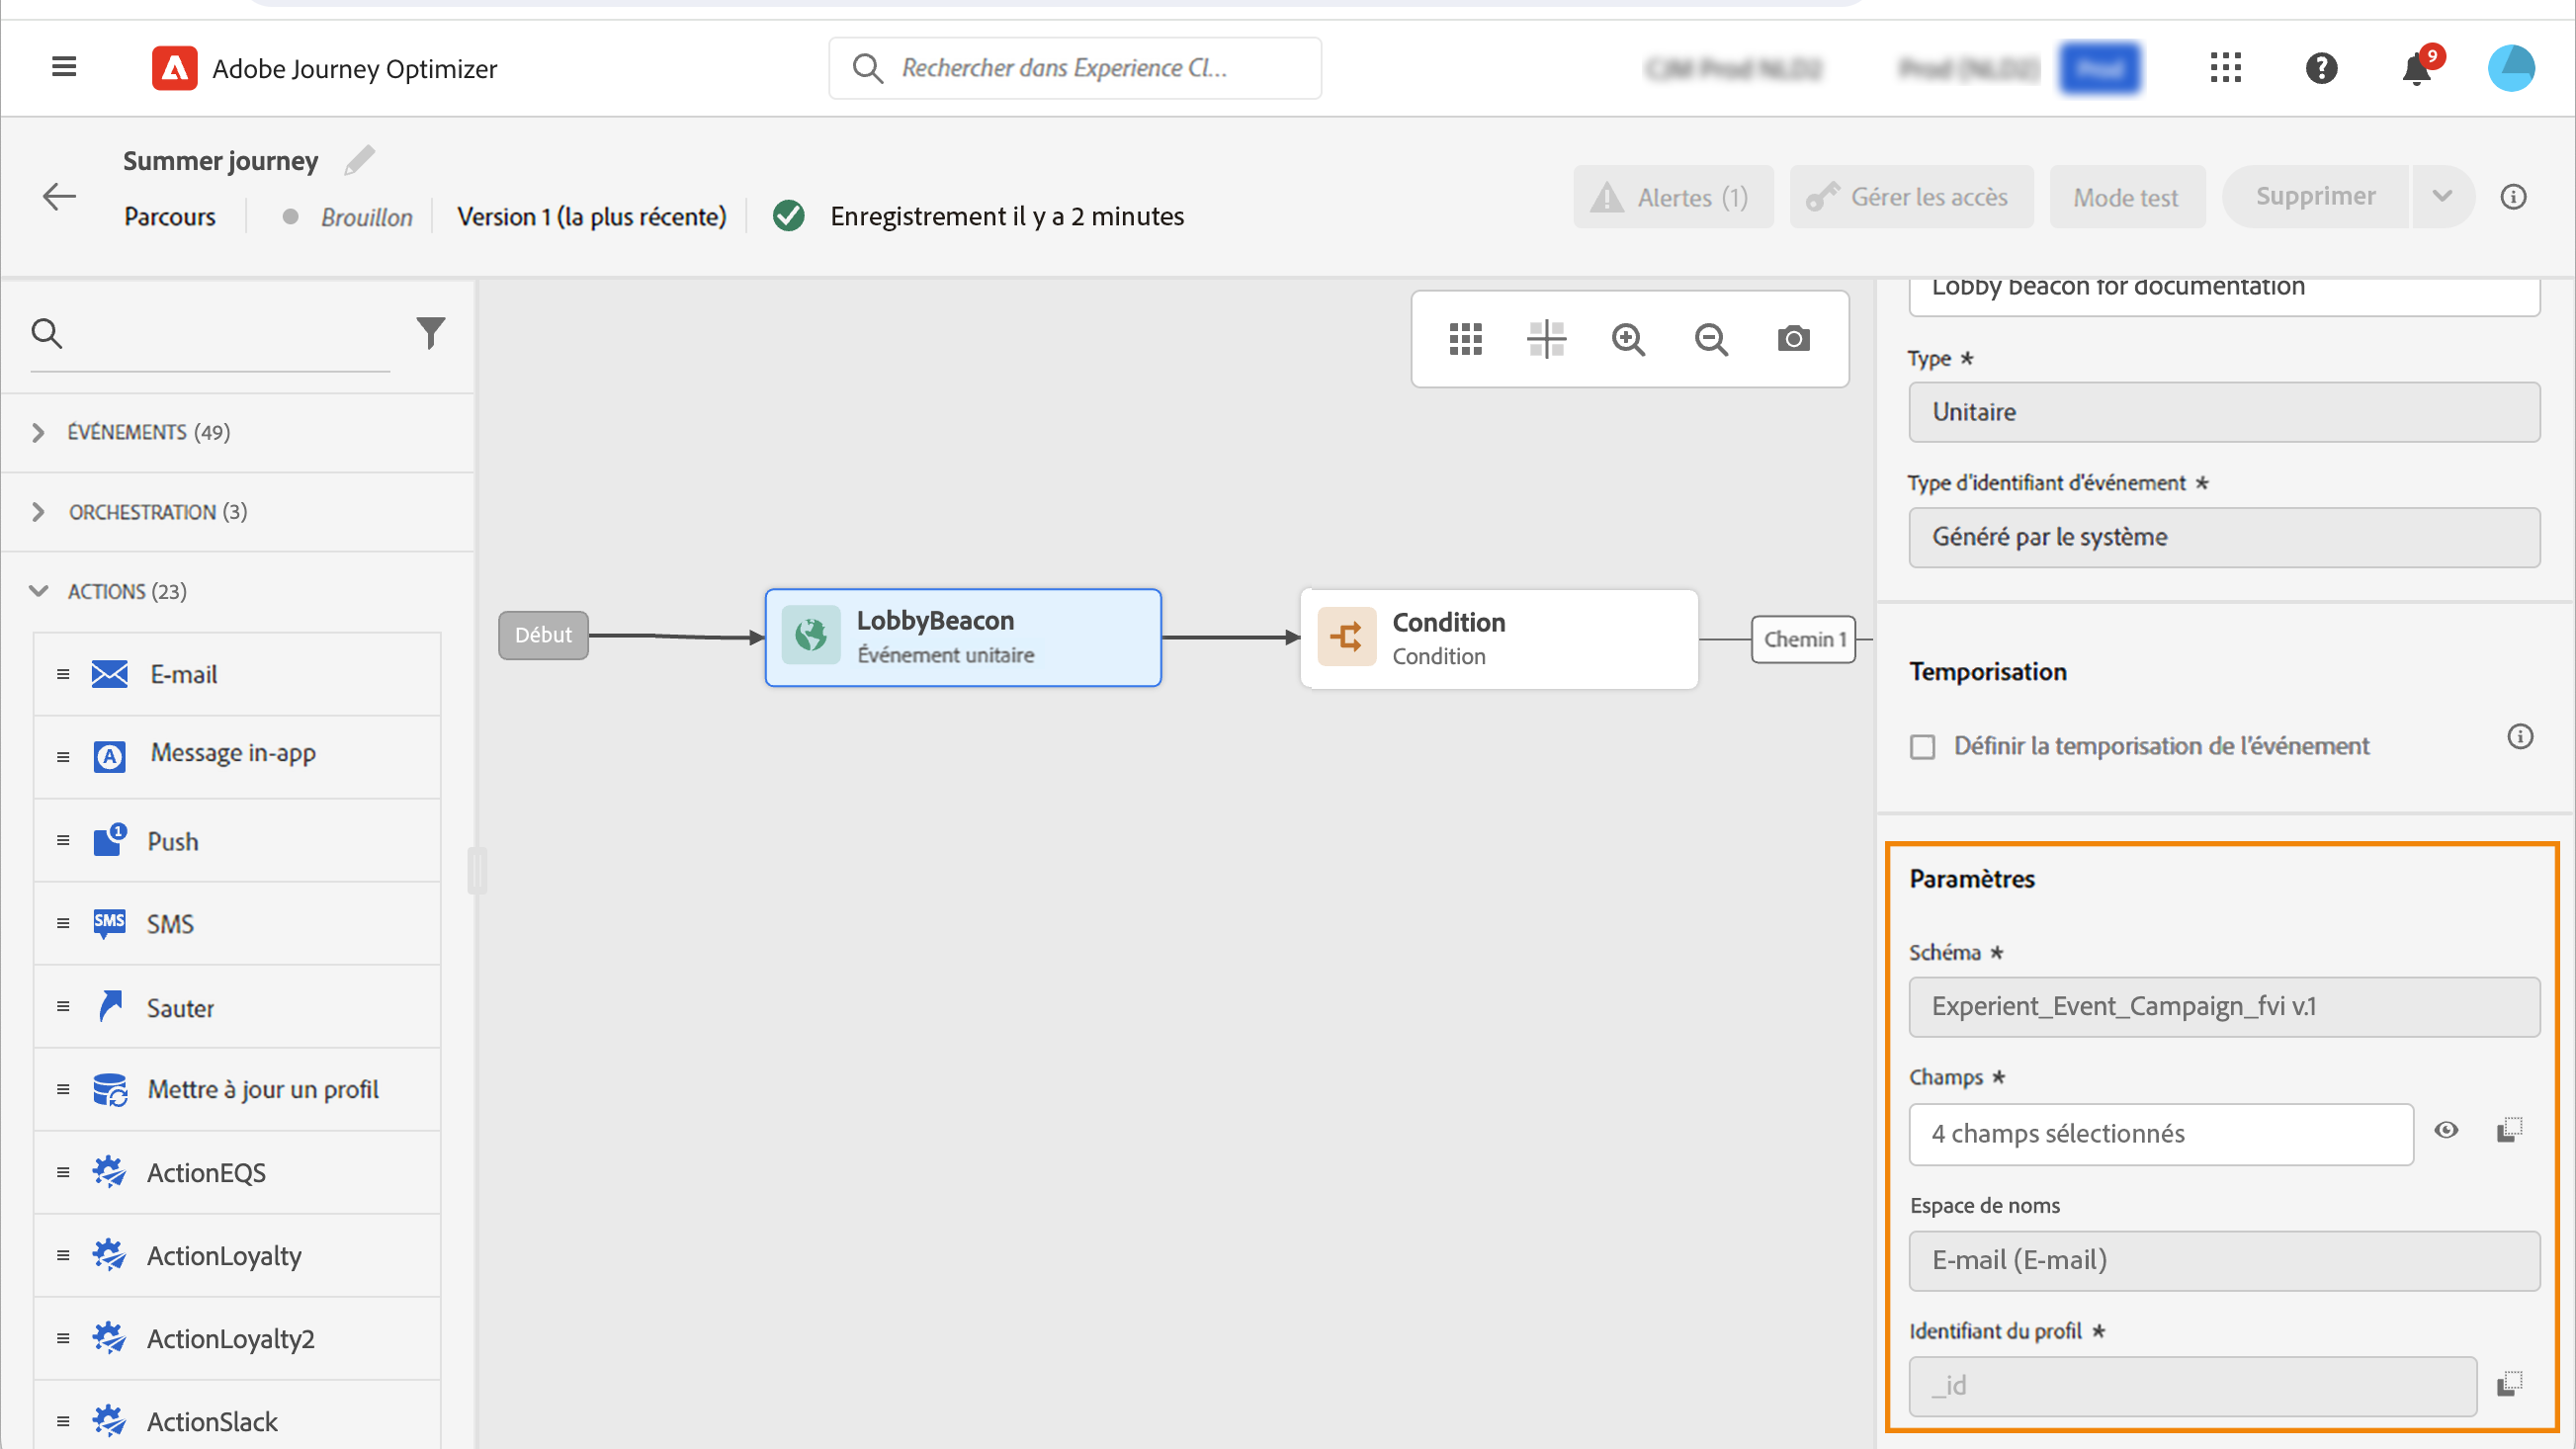 Adobe Journey Optimizer
Rechercher dans Experience Cl...
9
Summer journey
Parcours
Brouillon
Version 1 (la plus récente)
Enregistrement il y a 2 minutes
Alertes (1)
Gérer les accès
Mode test
Supprimer
ÉVÉNEMENTS (49)
ORCHESTRATION (3)
ACTIONS (23)
E-mail
Message in-app
Push
SMS
SMS
Sauter
Mettre à jour un profil
ActionEQS
ActionLoyalty
ActionLoyalty2
ActionSlack
Début
LobbyBeacon
Événement unitaire
Condition
Condition
Chemin 1
Lobby beacon for documentation
Type *
Unitaire
Type d'identifiant d'événement *
Généré par le système
Temporisation
Définir la temporisation de l'événement
Paramètres
Schéma *
Experient_Event_Campaign_fvi v.1
Champs *
4 champs sélectionnés
Espace de noms
E-mail (E-mail)
Identifiant du profil *
_id